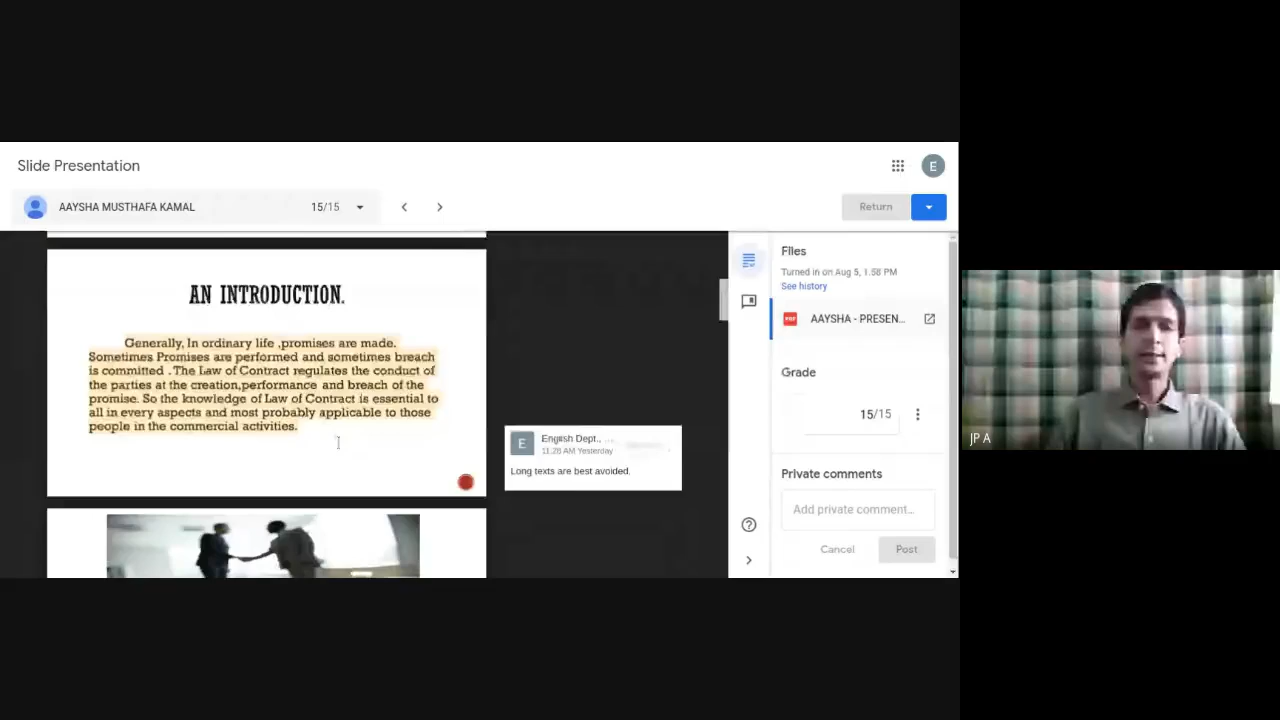 Slide Presentation
E
AAYSHA MUSTHAFA KAMAL
15/15
Return
AN INTRODUCTION.
Generally, In ordinary life ,promises are made.
Sometimes Promises are performed and sometimes breach
is committed . The Law of Contract regulates the conduct of
the parties at the creation,performance and breach of the
promise. So the knowledge of Law of Contract is essential to
all in every aspects and most probably applicable to those
people in the commercial activities.
E
English Dept., ...
11:28 AM Yesterday
Long texts are best avoided.
Files
Turned in on Aug 5, 1:58 PM
See history
PDF
AAYSHA - PRESEN...
Grade
15/15
Private comments
Add private comment...
Cancel
Post
JP A